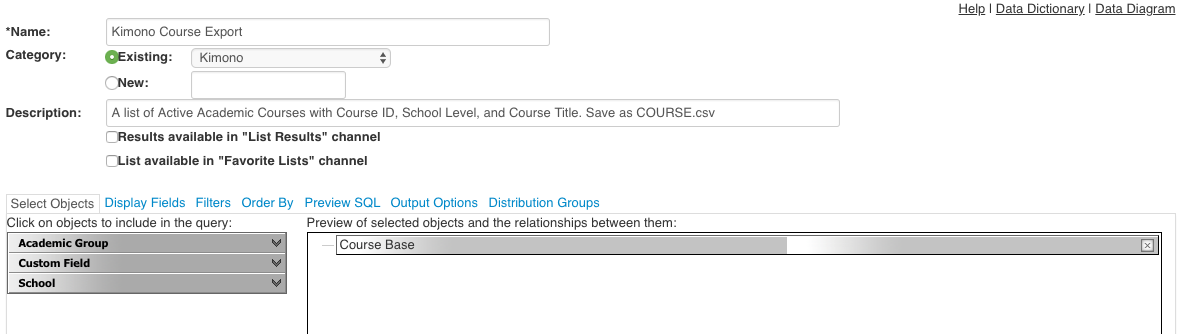 Help | Data Dictionary | Data Diagram
*Name: Kimono Course Export
Category: Existing: Kimono
New:
Description: A list of Active Academic Courses with Course ID, School Level, and Course Title. Save as COURSE.csv
Results available in "List Results" channel
List available in "Favorite Lists" channel
Select Objects Display Fields Filters Order By Preview SQL Output Options Distribution Groups
Click on objects to include in the query: Preview of selected objects and the relationships between them:
Academic Group Course Base
Custom Field
School